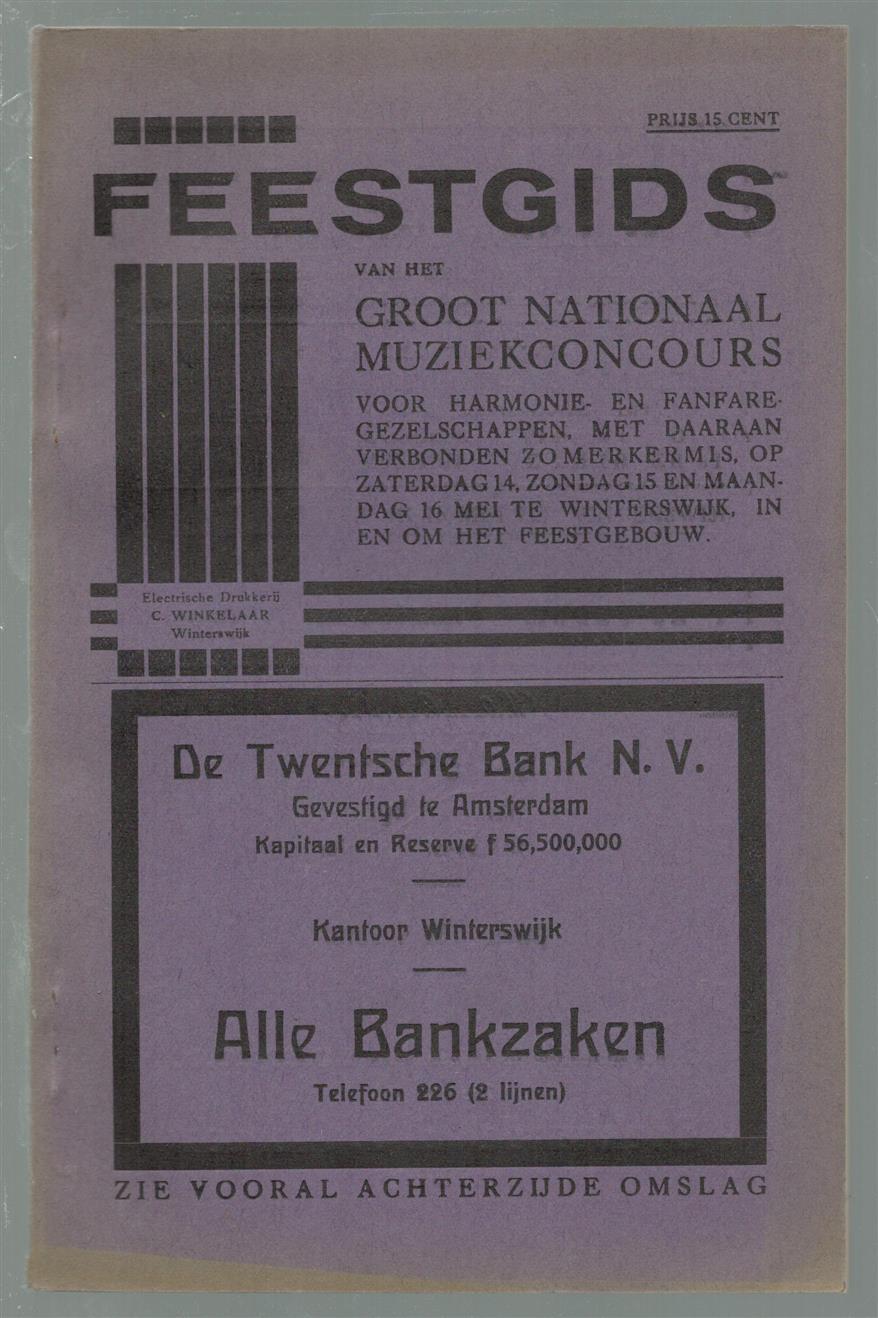 PRIJS 15 CENT
FEESTGIDS
VAN HET
GROOT NATIONAAL
MUZIEKCONCOURS
VOOR HARMONIE- EN FANFARE-
GEZELSCHAPPEN, MET DAARAAN
VERBONDEN ZOMERKERMIS, OP
ZATERDAG 14, ZONDAG 15 EN MAAN-
DAG 16 MEI TE WINTERSWIJK, IN
EN OM HET FEESTGEBOUW.
Electrische Drukkerij
C. WINKELAAR
Winterswijk
De Twentsche Bank N. V.
Gevestigd te Amsterdam
Kapitaal en Reserve f 56,500,000
Kantoor Winterswijk
Alle Bankzaken
Telefoon 226 (2 lijnen)
ZIE VOORAL ACHTERZIJDE OMSLAG